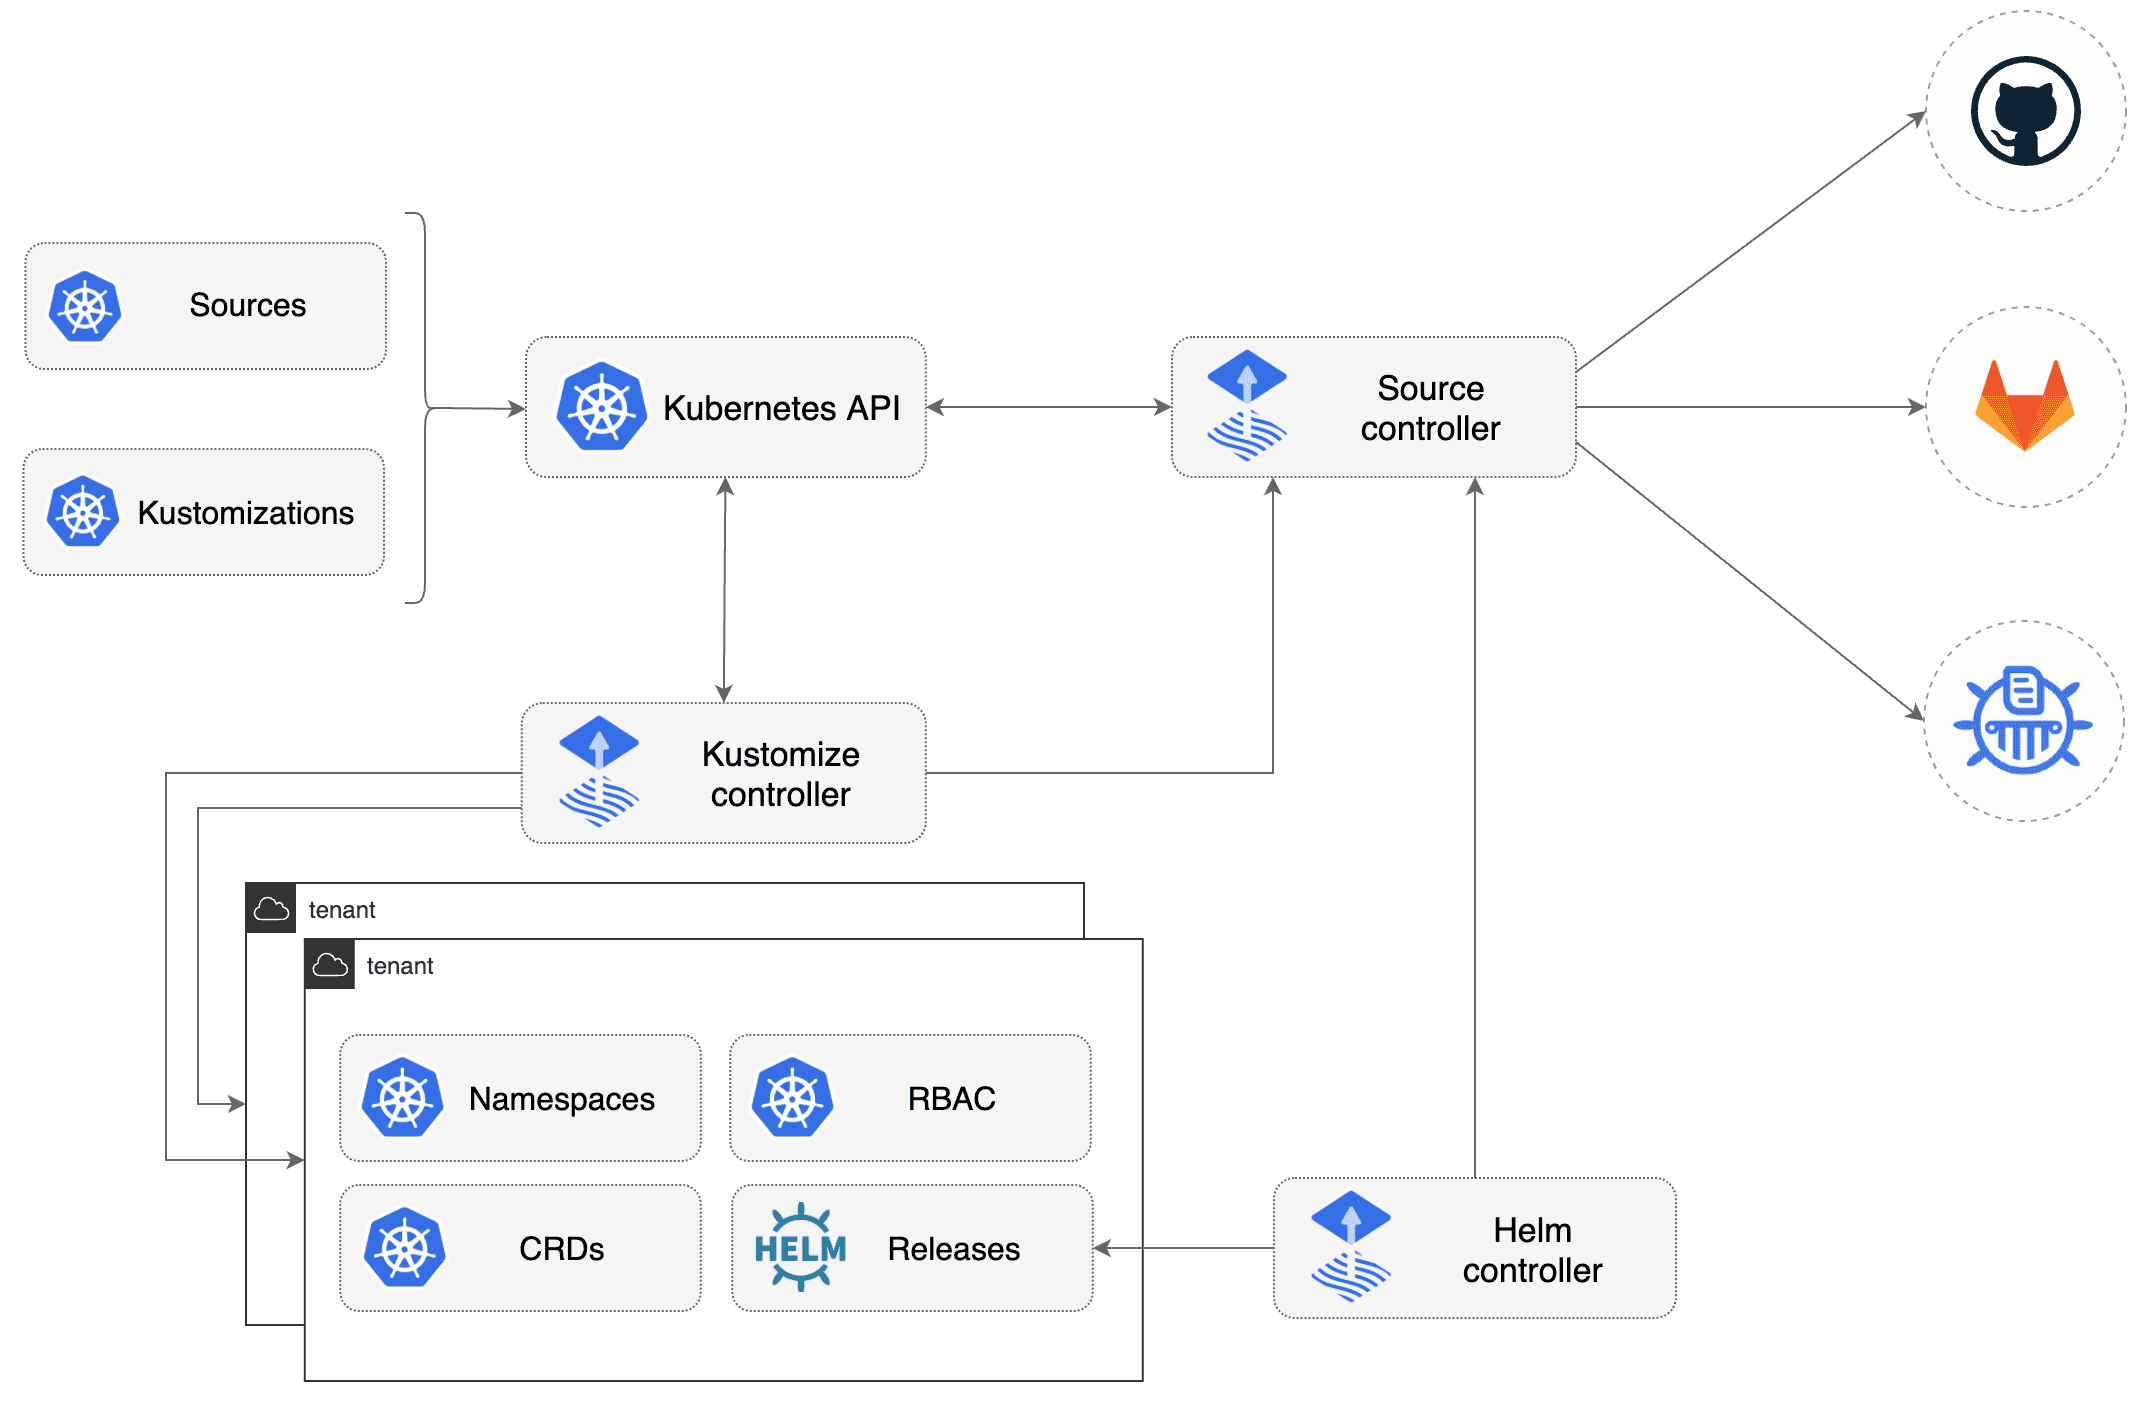 Sources
Kustomizations
Kubernetes API
Source
controller
Kustomize
controller
tenant
tenant
Namespaces
RBAC
CRDs
HELM
Releases
Helm
controller